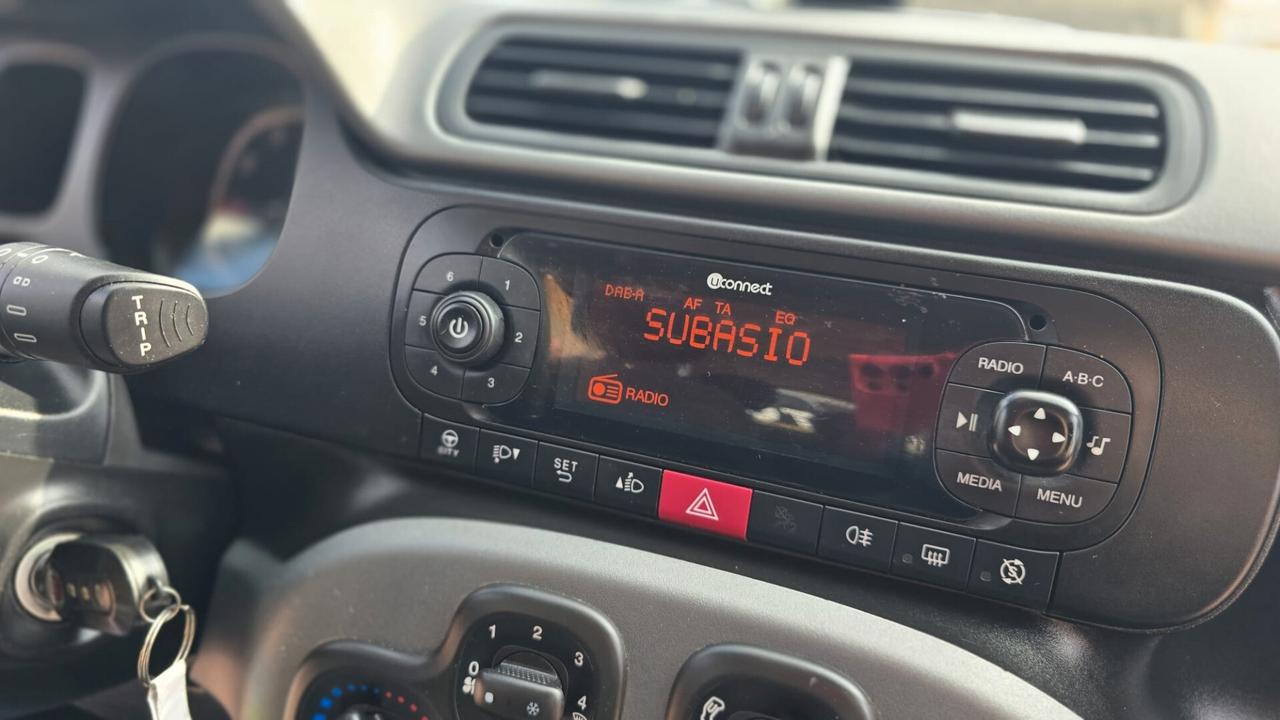 uconnect
DAB-A AF TA EQ
SUBASIO
RADIO
6 1
5 2
4 3
RADIO A·B·C
MEDIA MENU
TRIP
CITY
SET
0 1 2 3 4